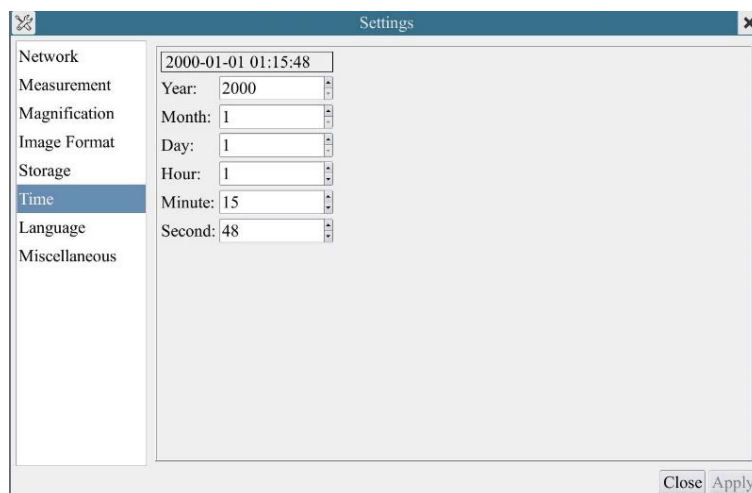 Settings
Network
Measurement
Magnification
Image Format
Storage
Time
Language
Miscellaneous
2000-01-01 01:15:48
Year: 2000
Month: 1
Day: 1
Hour: 1
Minute: 15
Second: 48
Close Apply